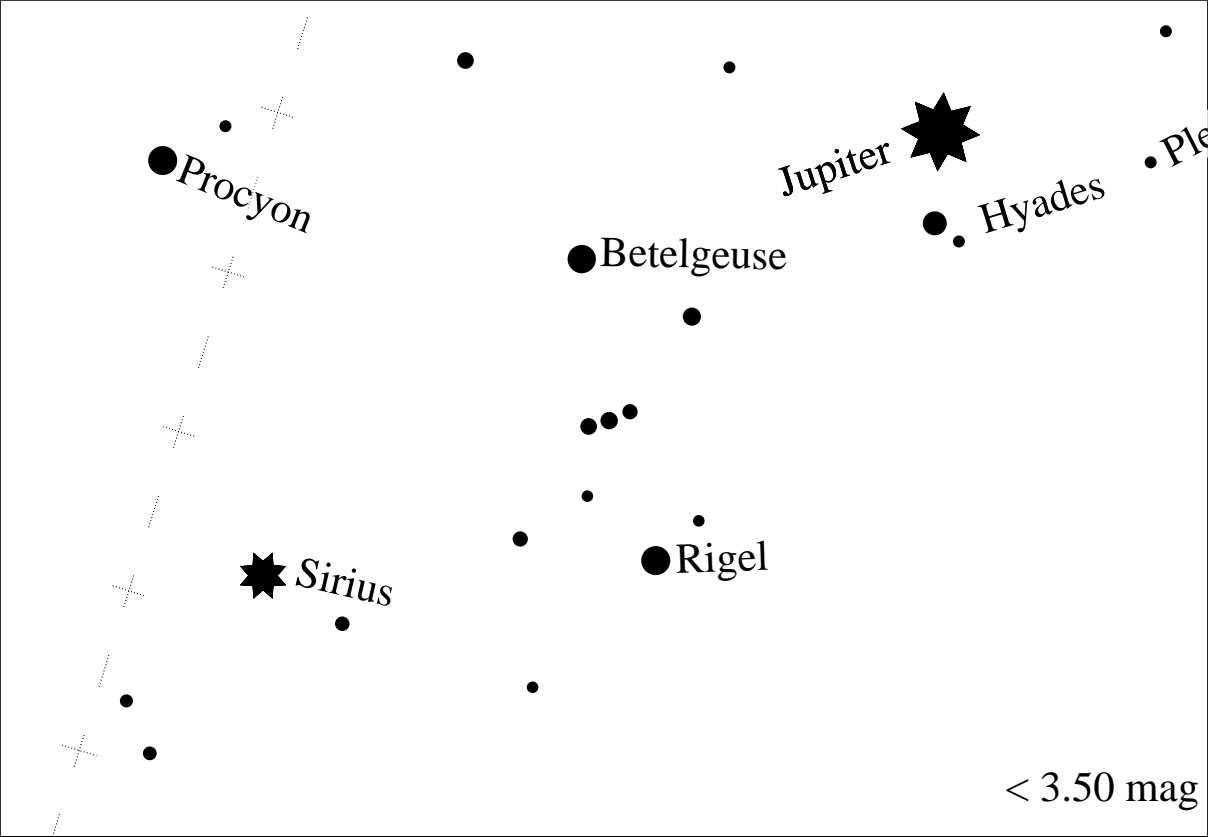 Jupiter
Procyon
Hyades
Betelgeuse
Rigel
Sirius
< 3.50 mag